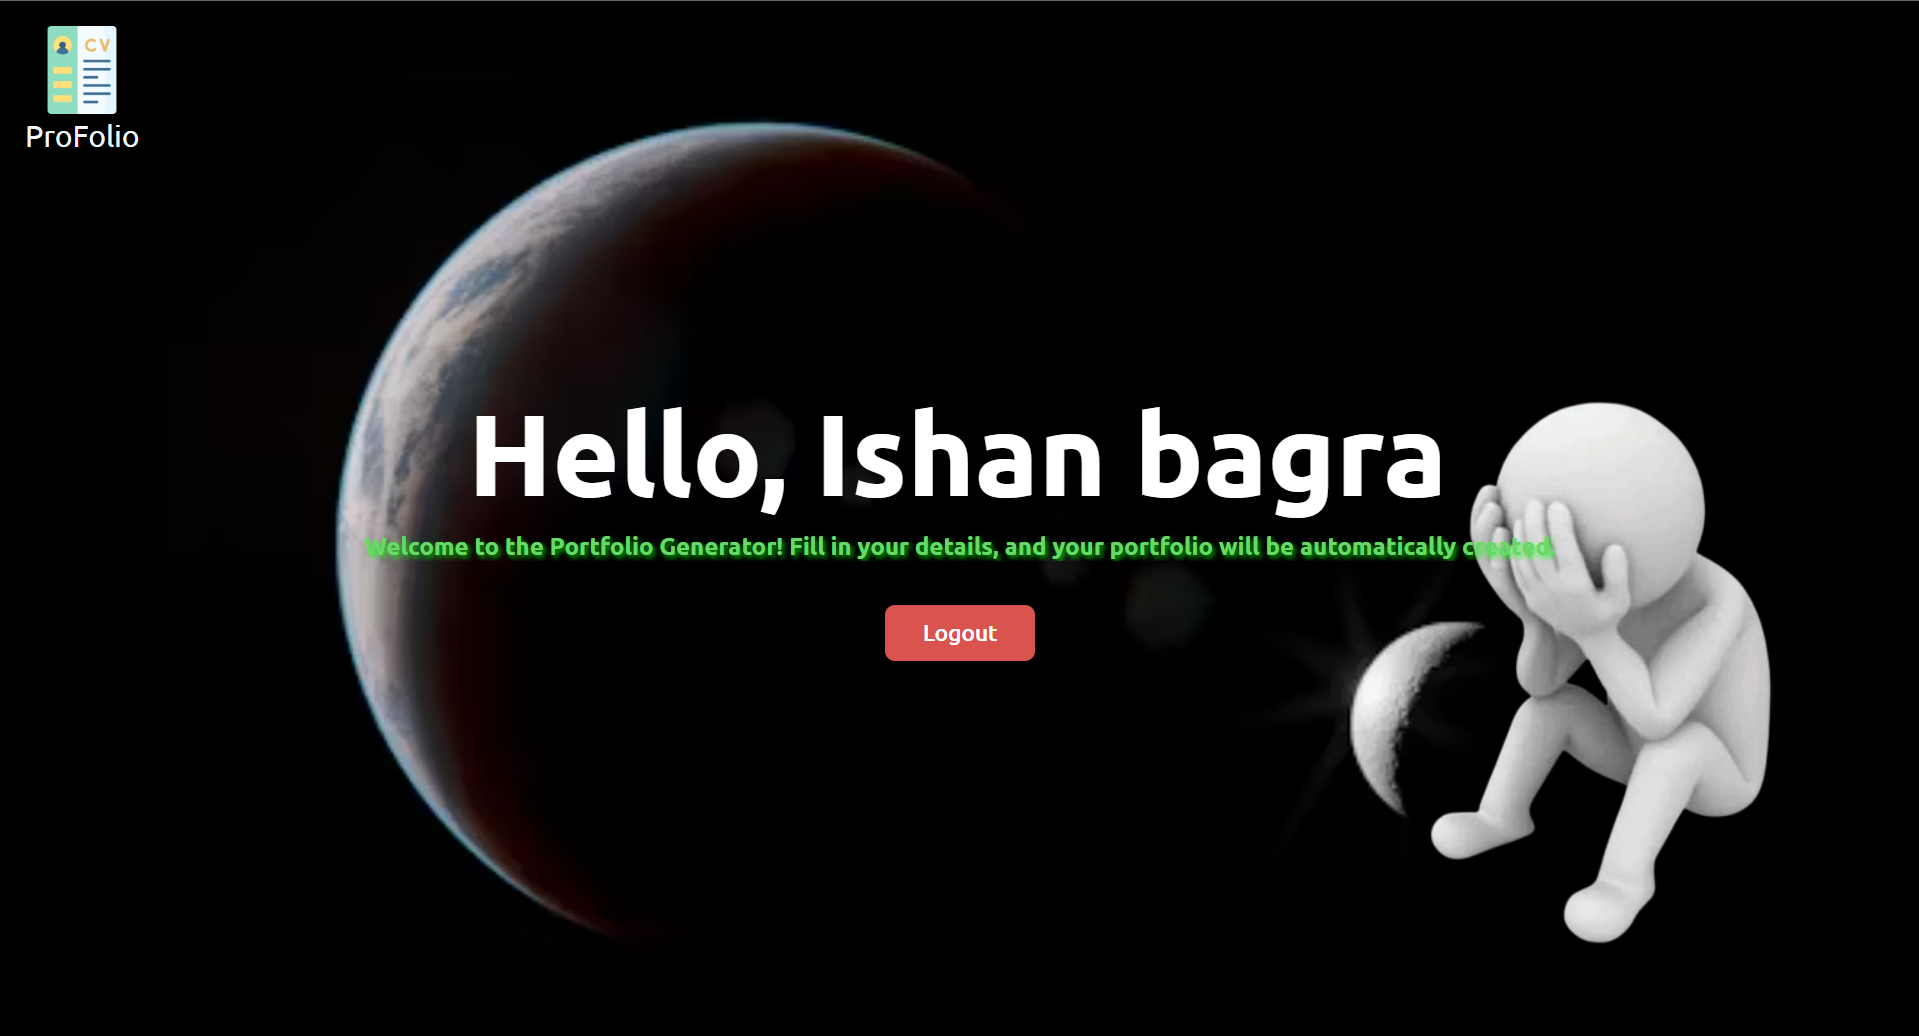 CV
ProFolio
Hello, Ishan bagra
Welcome to the Portfolio Generator! Fill in your details, and your portfolio will be automatically created.
Logout